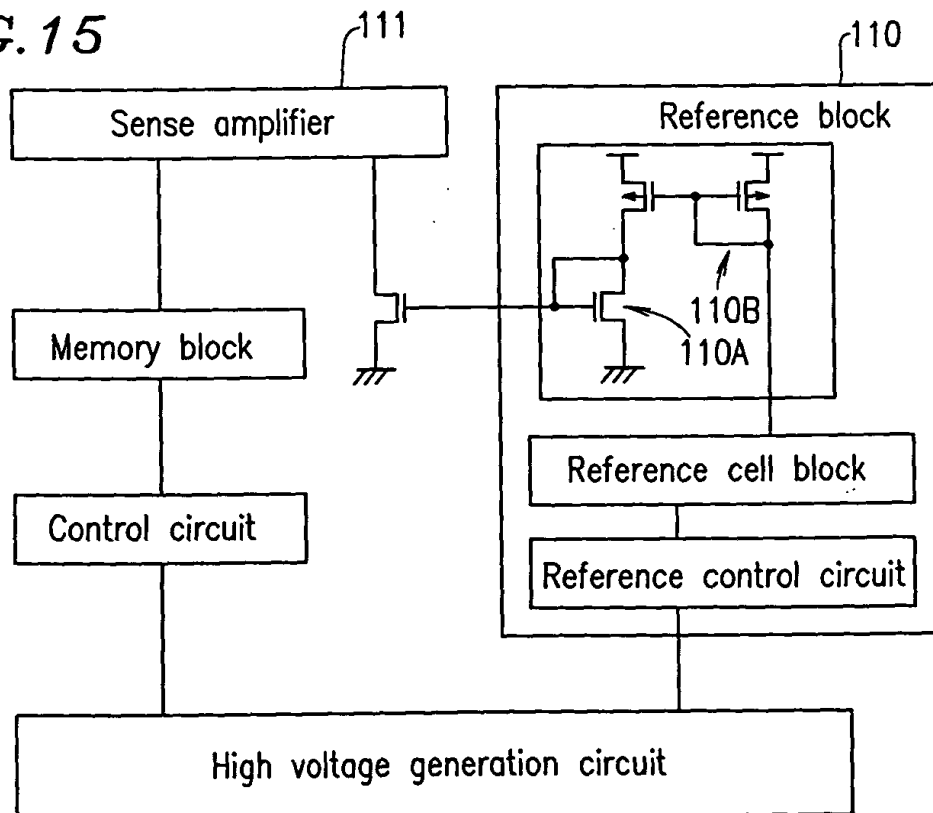 G.15
111
110
Sense amplifier
Reference block
110B
110A
Memory block
Reference cell block
Control circuit
Reference control circuit
High voltage generation circuit